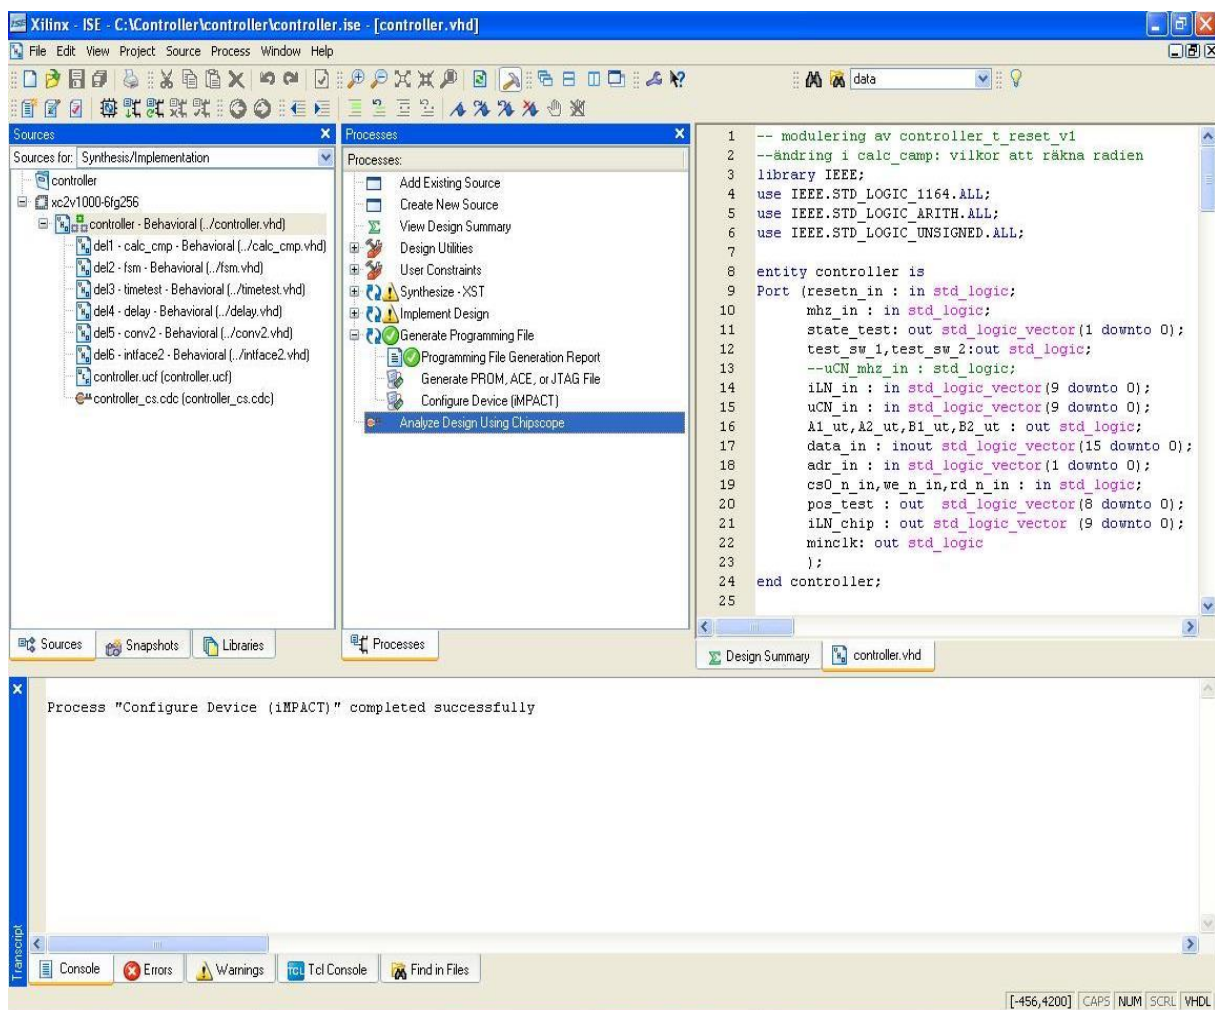 Xilinx - ISE - C:\Controller\controller\controller.ise - [controller.vhd]
File Edit View Project Source Process Window Help
data
Sources
Sources for: Synthesis/Implementation
controller
xc2v1000-6fg256
controller - Behavioral (../controller.vhd)
del1 - calc_cmp - Behavioral (../calc_cmp.vhd)
del2 - fsm - Behavioral (../fsm.vhd)
del3 - timetest - Behavioral (../timetest.vhd)
del4 - delay - Behavioral (../delay.vhd)
del5 - conv2 - Behavioral (../conv2.vhd)
del6 - intface2 - Behavioral (../intface2.vhd)
controller.ucf (controller.ucf)
controller_cs.cdc (controller_cs.cdc)
Sources Snapshots Libraries
Processes
Processes:
Add Existing Source
Create New Source
View Design Summary
Design Utilities
User Constraints
Synthesize - XST
Implement Design
Generate Programming File
Programming File Generation Report
Generate PROM, ACE, or JTAG File
Configure Device (iMPACT)
Analyze Design Using Chipscope
Processes
1 -- modulering av controller_t_reset_v1
2 --ändring i calc_camp: vilkor att räkna radien
3 library IEEE;
4 use IEEE.STD_LOGIC_1164.ALL;
5 use IEEE.STD_LOGIC_ARITH.ALL;
6 use IEEE.STD_LOGIC_UNSIGNED.ALL;
7
8 entity controller is
9 Port (resetn_in : in std_logic;
10 mhz_in : in std_logic;
11 state_test: out std_logic_vector(1 downto 0);
12 test_sw_1,test_sw_2:out std_logic;
13 --uCN_mhz_in : std_logic;
14 iLN_in : in std_logic_vector(9 downto 0);
15 uCN_in : in std_logic_vector(9 downto 0);
16 A1_ut,A2_ut,B1_ut,B2_ut : out std_logic;
17 data_in : inout std_logic_vector(15 downto 0);
18 adr_in : in std_logic_vector(1 downto 0);
19 cs0_n_in,we_n_in,rd_n_in : in std_logic;
20 pos_test : out std_logic_vector(8 downto 0);
21 iLN_chip : out std_logic_vector (9 downto 0);
22 minclk: out std_logic
23 );
24 end controller;
25
Design Summary controller.vhd
Process "Configure Device (iMPACT)" completed successfully
Transcript
Console Errors Warnings Tcl Console Find in Files
[-456,4200] CAPS NUM SCRL VHDL